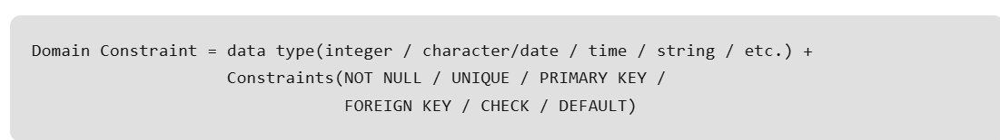 Domain Constraint = data type(integer / character/date / time / string / etc.) +
Constraints(NOT NULL / UNIQUE / PRIMARY KEY /
FOREIGN KEY / CHECK / DEFAULT)